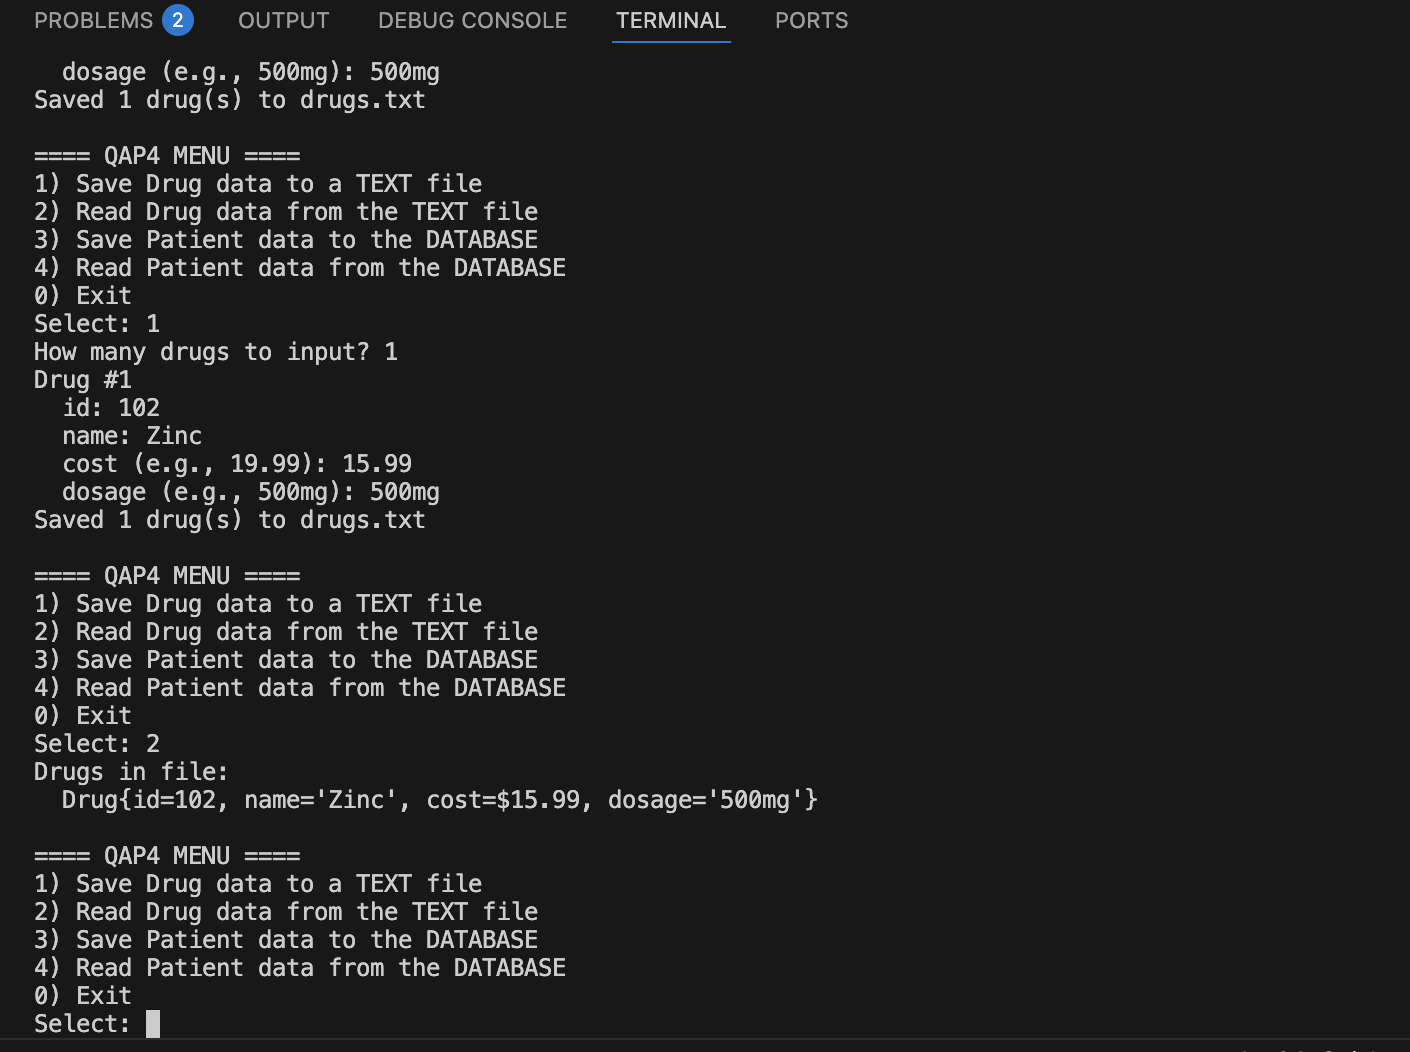 PROBLEMS 2 OUTPUT DEBUG CONSOLE TERMINAL PORTS
dosage (e.g., 500mg): 500mg
Saved 1 drug(s) to drugs.txt
==== QAP4 MENU ====
1) Save Drug data to a TEXT file
2) Read Drug data from the TEXT file
3) Save Patient data to the DATABASE
4) Read Patient data from the DATABASE
0) Exit
Select: 1
How many drugs to input? 1
Drug #1
id: 102
name: Zinc
cost (e.g., 19.99): 15.99
dosage (e.g., 500mg): 500mg
Saved 1 drug(s) to drugs.txt
==== QAP4 MENU ====
1) Save Drug data to a TEXT file
2) Read Drug data from the TEXT file
3) Save Patient data to the DATABASE
4) Read Patient data from the DATABASE
0) Exit
Select: 2
Drugs in file:
Drug{id=102, name='Zinc', cost=$15.99, dosage='500mg'}
==== QAP4 MENU ====
1) Save Drug data to a TEXT file
2) Read Drug data from the TEXT file
3) Save Patient data to the DATABASE
4) Read Patient data from the DATABASE
0) Exit
Select: